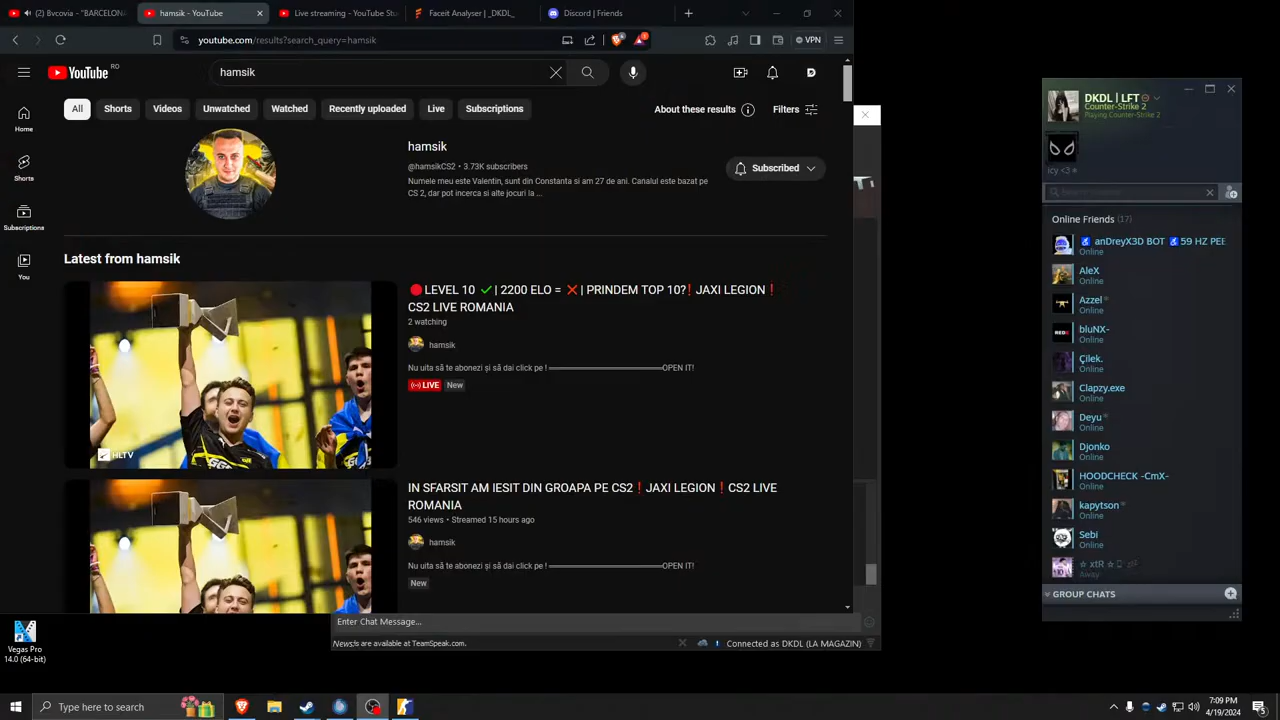 Bvcova - "BARCELON
hamsik - YouTube
Live streaming - YouTube Stu
Faceit Analyser | _DKDL_
Discord | Friends
youtube.com/results?search_query=hamsik
VPN
YouTube RO
hamsik
All
Shorts
Videos
Unwatched
Watched
Recently uploaded
Live
Subscriptions
About these results
Filters
Home
Shorts
Subscriptions
You
hamsik
@hamsikCS2 • 3.73K subscribers
Numele meu este Valentin, sunt din Constanta si am 27 de ani. Canalul este bazat pe
CS 2, dar pot incerca si alte jocuri la ...
Subscribed
Latest from hamsik
🔴LEVEL 10 ✅ | 2200 ELO = ❌ | PRINDEM TOP 10?❗JAXI LEGION❗
CS2 LIVE ROMANIA
2 watching
hamsik
Nu uita să te abonezi și să dai click pe ! ══════════════OPEN IT!
LIVE New
HLTV
IN SFARSIT AM IESIT DIN GROAPA PE CS2❗JAXI LEGION❗CS2 LIVE
ROMANIA
546 views • Streamed 15 hours ago
hamsik
Nu uita să te abonezi și să dai click pe ! ══════════════OPEN IT!
New
Enter Chat Message...
Connected as DKDL (LA MAGAZIN)
DKDL | LFT
Counter-Strike 2
Playing Counter-Strike 2
icy <3
Online Friends (17)
anDreyX3D BOT 59 HZ PEE
Online
AleX
Online
Azzel
Online
bluNX-
Online
Çilek.
Online
Clapzy.exe
Online
Deyu
Online
Djonko
Online
HOODCHECK -CmX-
Online
kapytson
Online
Sebi
Online
☆ xtR ☆
Away
GROUP CHATS
Vegas Pro
14.0 (64-bit)
Type here to search
7:09 PM
4/19/2024
5